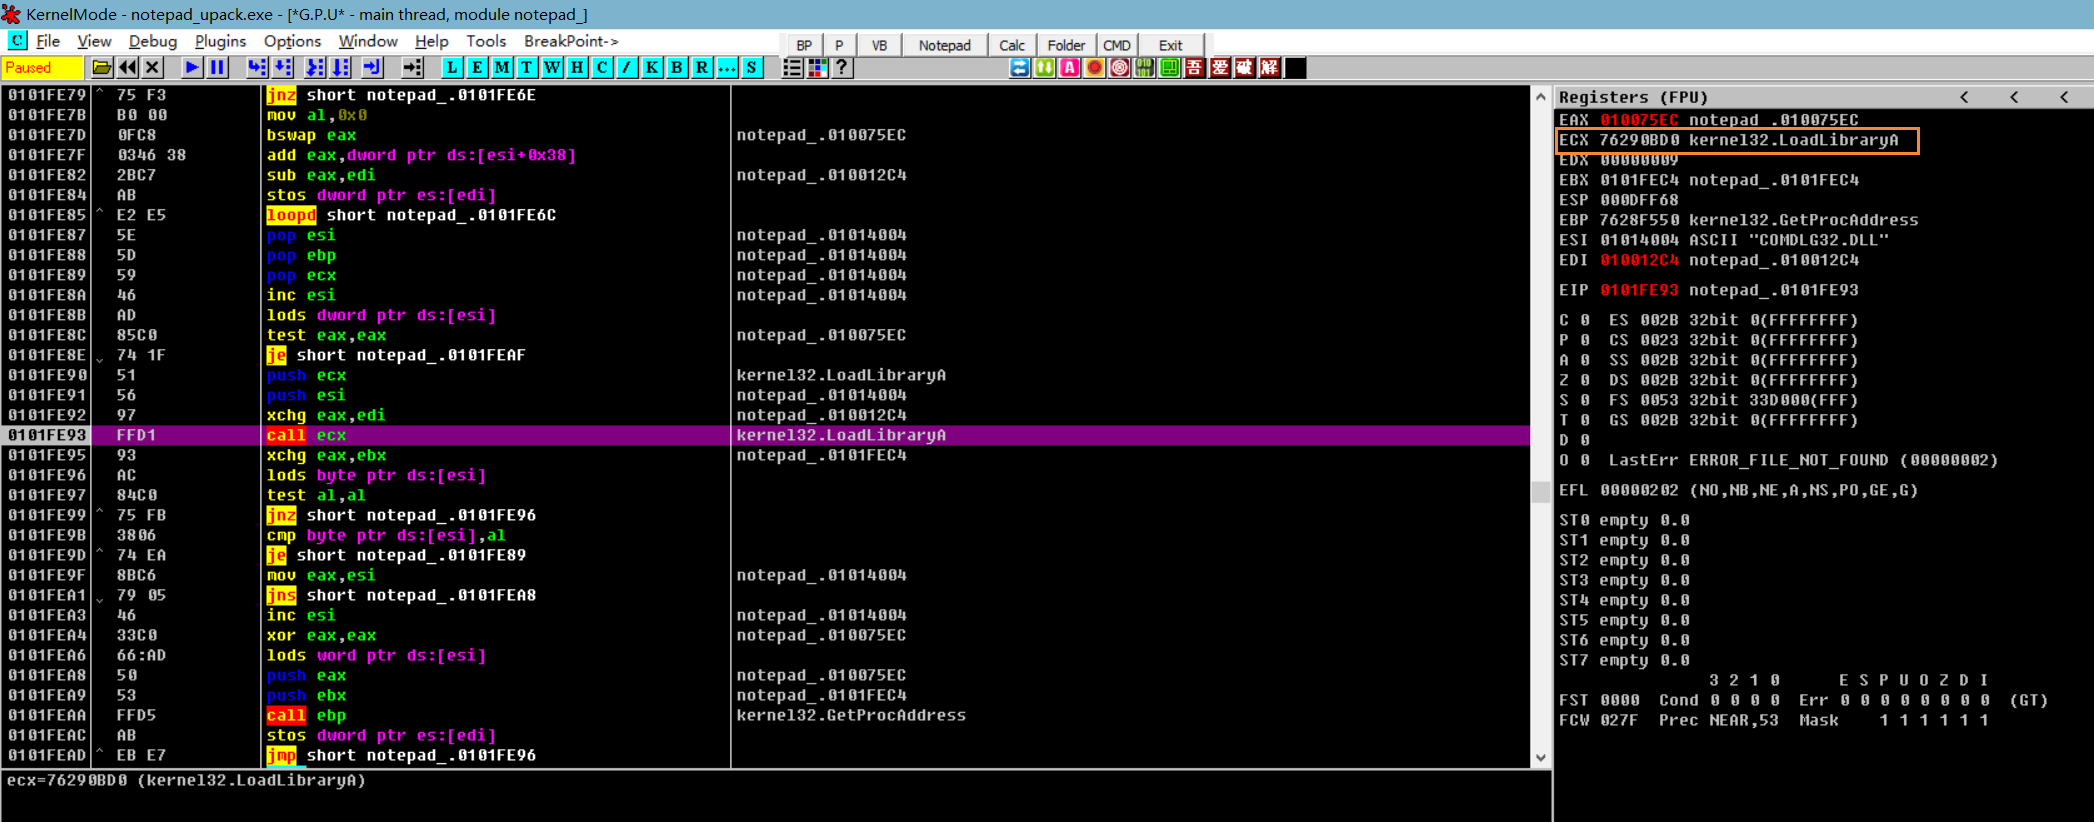 KernelMode - notepad_upack.exe - [*G.P.U* - main thread, module notepad_]
C File View Debug Plugins Options Window Help Tools BreakPoint->
BP P VB Notepad Calc Folder CMD Exit
Paused L E M T W H C / K B R ... S ? A 吾 爱 破 解
0101FE79 ^ 75 F3 jnz short notepad_.0101FE6E
0101FE7B B0 00 mov al,0x0
0101FE7D 0FC8 bswap eax notepad_.010075EC
0101FE7F 0346 38 add eax,dword ptr ds:[esi+0x38]
0101FE82 2BC7 sub eax,edi notepad_.010012C4
0101FE84 AB stos dword ptr es:[edi]
0101FE85 ^ E2 E5 loopd short notepad_.0101FE6C
0101FE87 5E pop esi notepad_.01014004
0101FE88 5D pop ebp notepad_.01014004
0101FE89 59 pop ecx notepad_.01014004
0101FE8A 46 inc esi notepad_.01014004
0101FE8B AD lods dword ptr ds:[esi]
0101FE8C 85C0 test eax,eax notepad_.010075EC
0101FE8E 74 1F je short notepad_.0101FEAF
0101FE90 51 push ecx kernel32.LoadLibraryA
0101FE91 56 push esi notepad_.01014004
0101FE92 97 xchg eax,edi notepad_.010012C4
0101FE93 FFD1 call ecx kernel32.LoadLibraryA
0101FE95 93 xchg eax,ebx notepad_.0101FEC4
0101FE96 AC lods byte ptr ds:[esi]
0101FE97 84C0 test al,al
0101FE99 ^ 75 FB jnz short notepad_.0101FE96
0101FE9B 3806 cmp byte ptr ds:[esi],al
0101FE9D ^ 74 EA je short notepad_.0101FE89
0101FE9F 8BC6 mov eax,esi notepad_.01014004
0101FEA1 79 05 jns short notepad_.0101FEA8
0101FEA3 46 inc esi notepad_.01014004
0101FEA4 33C0 xor eax,eax notepad_.010075EC
0101FEA6 66:AD lods word ptr ds:[esi]
0101FEA8 50 push eax notepad_.010075EC
0101FEA9 53 push ebx notepad_.0101FEC4
0101FEAA FFD5 call ebp kernel32.GetProcAddress
0101FEAC AB stos dword ptr es:[edi]
0101FEAD ^ EB E7 jmp short notepad_.0101FE96
ecx=76290BD0 (kernel32.LoadLibraryA)
Registers (FPU) < < <
EAX 010075EC notepad_.010075EC
ECX 76290BD0 kernel32.LoadLibraryA
EDX 00000009
EBX 0101FEC4 notepad_.0101FEC4
ESP 000DFF68
EBP 7628F550 kernel32.GetProcAddress
ESI 01014004 ASCII "COMDLG32.DLL"
EDI 010012C4 notepad_.010012C4
EIP 0101FE93 notepad_.0101FE93
C 0 ES 002B 32bit 0(FFFFFFFF)
P 0 CS 0023 32bit 0(FFFFFFFF)
A 0 SS 002B 32bit 0(FFFFFFFF)
Z 0 DS 002B 32bit 0(FFFFFFFF)
S 0 FS 0053 32bit 33D000(FFF)
T 0 GS 002B 32bit 0(FFFFFFFF)
D 0
O 0 LastErr ERROR_FILE_NOT_FOUND (00000002)
EFL 00000202 (NO,NB,NE,A,NS,PO,GE,G)
ST0 empty 0.0
ST1 empty 0.0
ST2 empty 0.0
ST3 empty 0.0
ST4 empty 0.0
ST5 empty 0.0
ST6 empty 0.0
ST7 empty 0.0
3 2 1 0 E S P U O Z D I
FST 0000 Cond 0 0 0 0 Err 0 0 0 0 0 0 0 0 (GT)
FCW 027F Prec NEAR,53 Mask 1 1 1 1 1 1